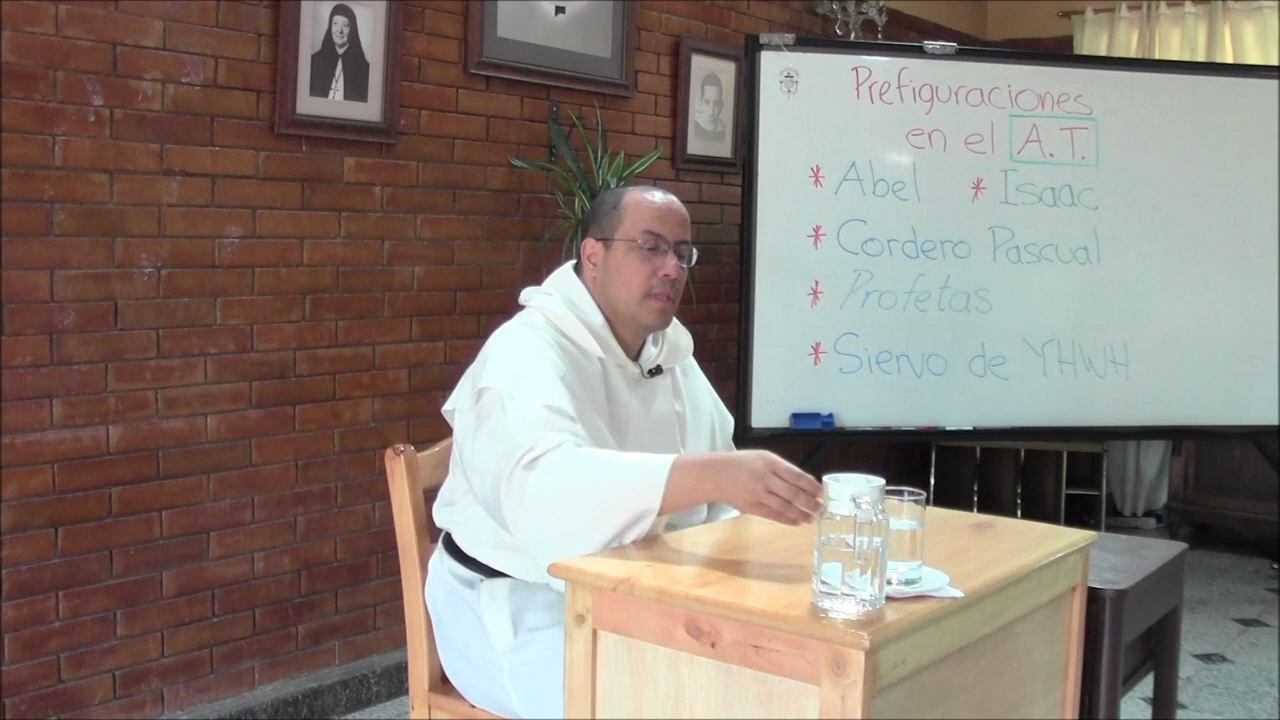 Prefiguraciones
en el A.T.
* Abel * Isaac
* Cordero Pascual
* Profetas
* Siervo de YHWH